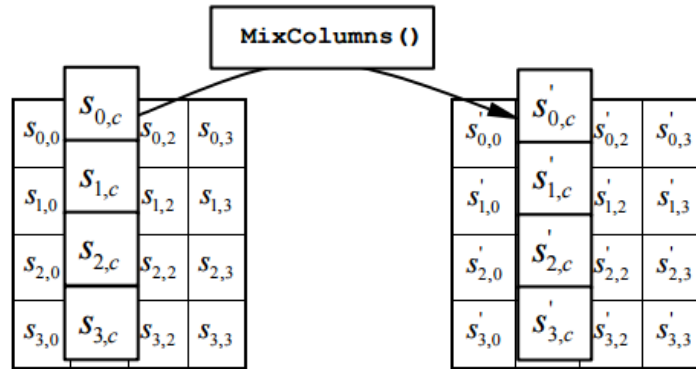 MixColumns()
s0,0 s0,c s0,2 s0,3 s'0,0 s'0,c s'0,2 s'0,3
s1,0 s1,c s1,2 s1,3 s'1,0 s'1,c s'1,2 s'1,3
s2,0 s2,c s2,2 s2,3 s'2,0 s'2,c s'2,2 s'2,3
s3,0 s3,c s3,2 s3,3 s'3,0 s'3,c s'3,2 s'3,3